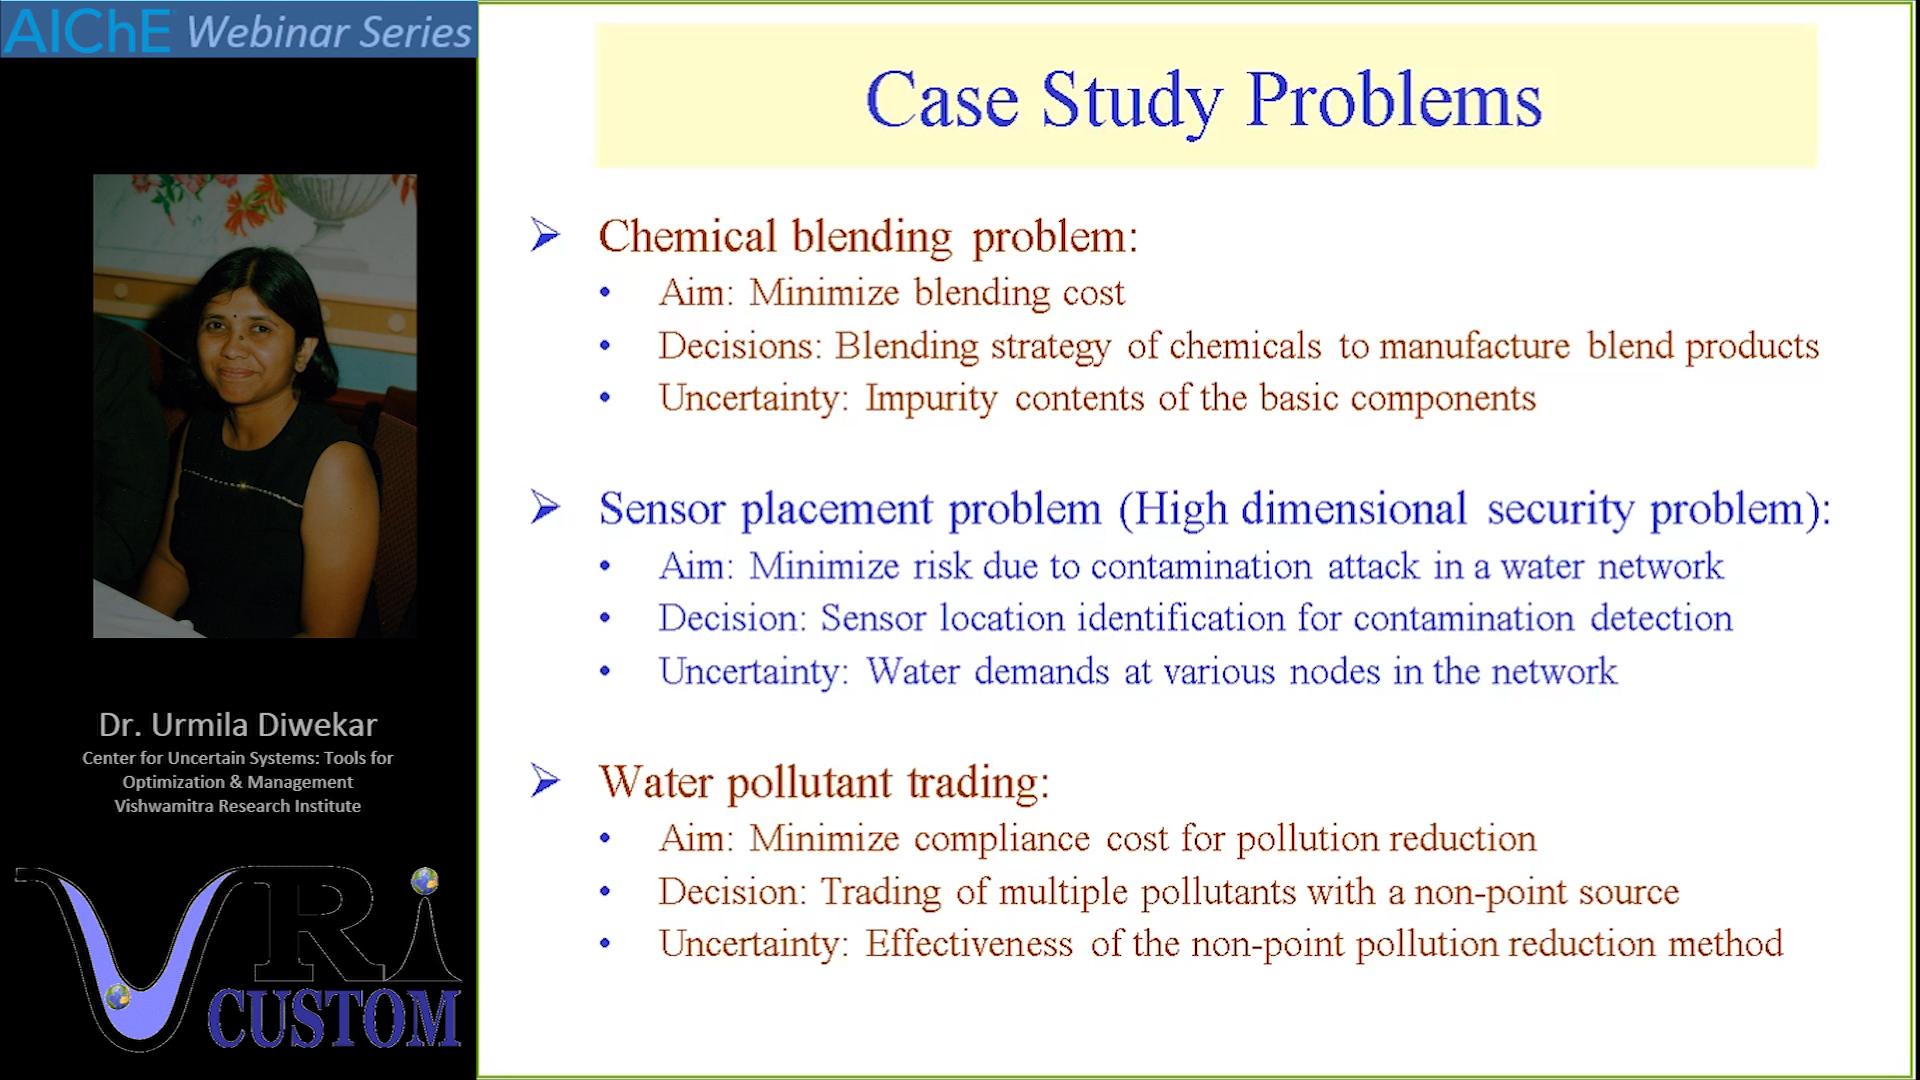 AIChE Webinar Series
Case Study Problems
Chemical blending problem:
Aim: Minimize blending cost
Decisions: Blending strategy of chemicals to manufacture blend products
Uncertainty: Impurity contents of the basic components
Sensor placement problem (High dimensional security problem):
Aim: Minimize risk due to contamination attack in a water network
Decision: Sensor location identification for contamination detection
Uncertainty: Water demands at various nodes in the network
Water pollutant trading:
Aim: Minimize compliance cost for pollution reduction
Decision: Trading of multiple pollutants with a non-point source
Uncertainty: Effectiveness of the non-point pollution reduction method
Dr. Urmila Diwekar
Center for Uncertain Systems: Tools for
Optimization & Management
Vishwamitra Research Institute
VRi
CUSTOM